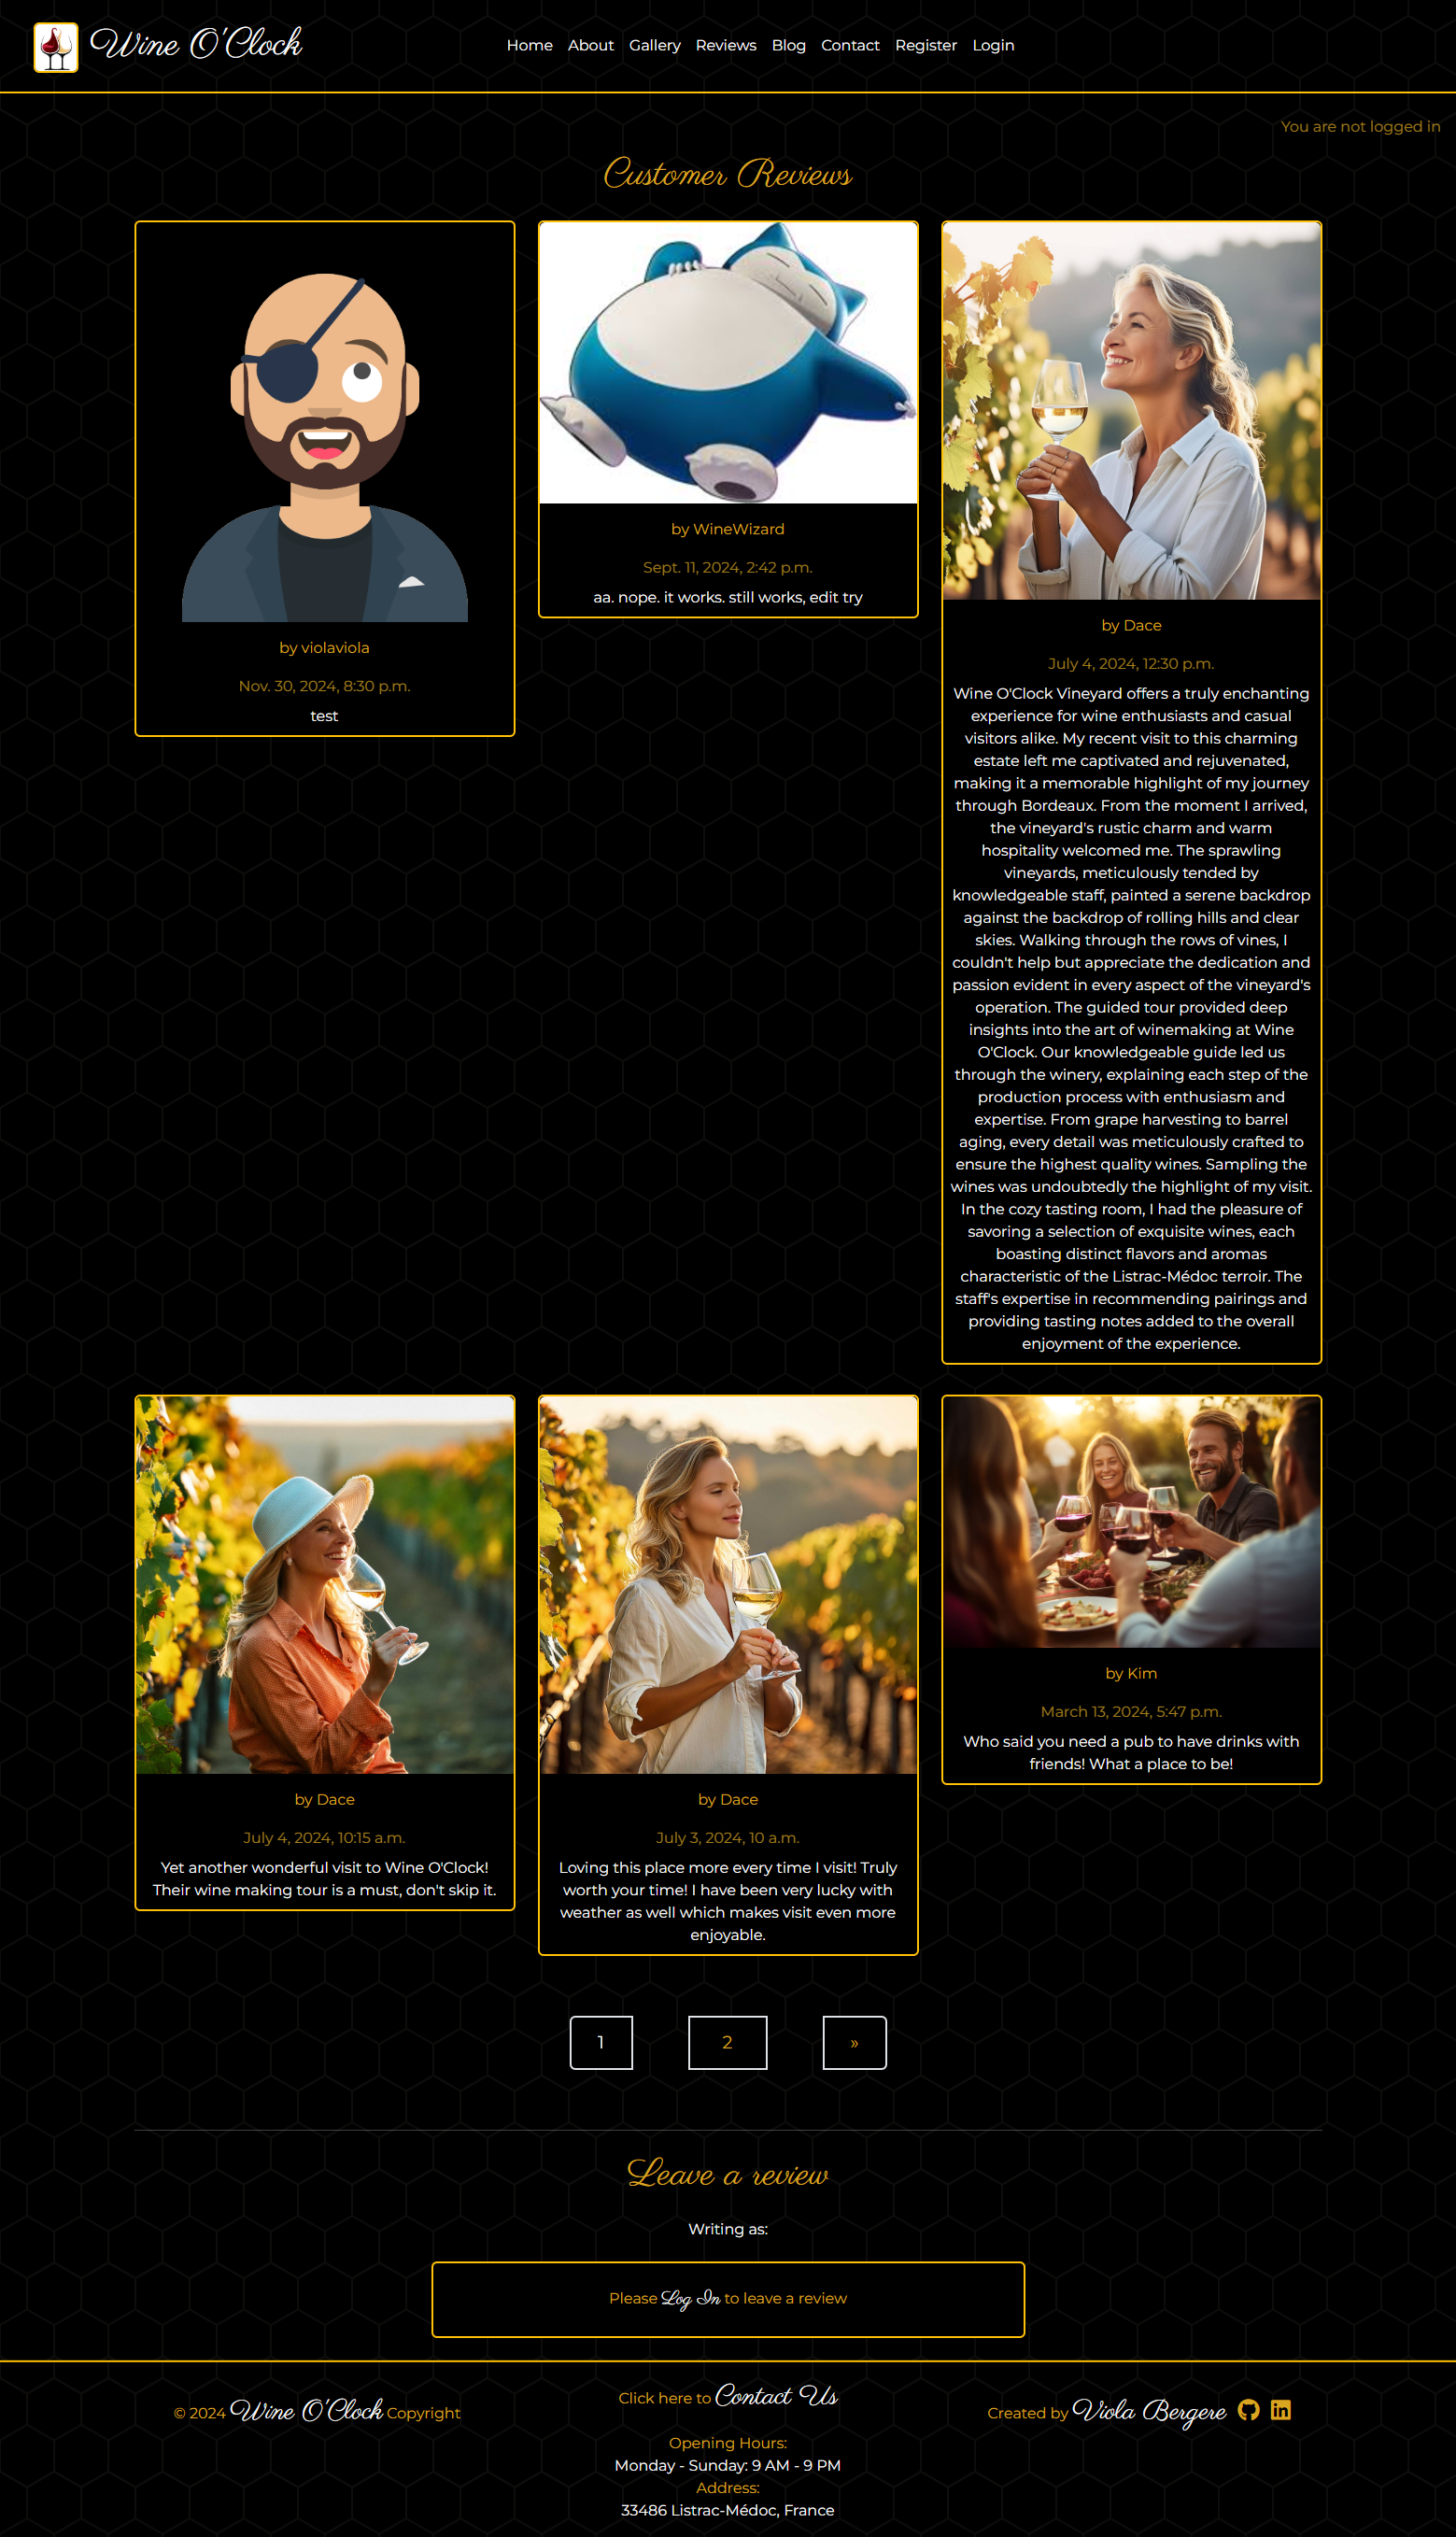 Wine O'Clock
Home About Gallery Reviews Blog Contact Register Login
You are not logged in
Customer Reviews
by violaviola
Nov. 30, 2024, 8:30 p.m.
test
by WineWizard
Sept. 11, 2024, 2:42 p.m.
aa. nope. it works. still works, edit try
by Dace
July 4, 2024, 12:30 p.m.
Wine O'Clock Vineyard offers a truly enchanting
experience for wine enthusiasts and casual
visitors alike. My recent visit to this charming
estate left me captivated and rejuvenated,
making it a memorable highlight of my journey
through Bordeaux. From the moment I arrived,
the vineyard's rustic charm and warm
hospitality welcomed me. The sprawling
vineyards, meticulously tended by
knowledgeable staff, painted a serene backdrop
against the backdrop of rolling hills and clear
skies. Walking through the rows of vines, I
couldn't help but appreciate the dedication and
passion evident in every aspect of the vineyard's
operation. The guided tour provided deep
insights into the art of winemaking at Wine
O'Clock. Our knowledgeable guide led us
through the winery, explaining each step of the
production process with enthusiasm and
expertise. From grape harvesting to barrel
aging, every detail was meticulously crafted to
ensure the highest quality wines. Sampling the
wines was undoubtedly the highlight of my visit.
In the cozy tasting room, I had the pleasure of
savoring a selection of exquisite wines, each
boasting distinct flavors and aromas
characteristic of the Listrac-Médoc terroir. The
staff's expertise in recommending pairings and
providing tasting notes added to the overall
enjoyment of the experience.
by Dace
July 4, 2024, 10:15 a.m.
Yet another wonderful visit to Wine O'Clock!
Their wine making tour is a must, don't skip it.
by Dace
July 3, 2024, 10 a.m.
Loving this place more every time I visit! Truly
worth your time! I have been very lucky with
weather as well which makes visit even more
enjoyable.
by Kim
March 13, 2024, 5:47 p.m.
Who said you need a pub to have drinks with
friends! What a place to be!
1 2 »
Leave a review
Writing as:
Please Log In to leave a review
© 2024 Wine O'Clock Copyright
Click here to Contact Us
Opening Hours:
Monday - Sunday: 9 AM - 9 PM
Address:
33486 Listrac-Médoc, France
Created by Viola Bergere in